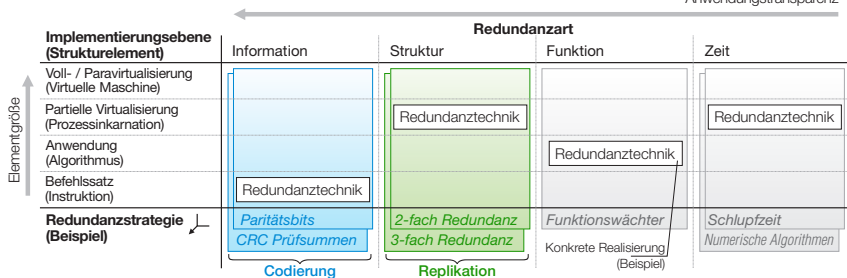 Anwendungstransparenz
Redundanzart
Implementierungsebene
(Strukturelement)
Information
Struktur
Funktion
Zeit
Elementgröße
Voll- / Paravirtualisierung
(Virtuelle Maschine)
Partielle Virtualisierung
(Prozessinkarnation)
Redundanztechnik
Redundanztechnik
Anwendung
(Algorithmus)
Redundanztechnik
Befehlssatz
(Instruktion)
Redundanztechnik
Redundanzstrategie
(Beispiel)
Paritätsbits
2-fach Redundanz
Funktionswächter
Schlupfzeit
CRC Prüfsummen
3-fach Redundanz
Konkrete Realisierung
(Beispiel)
Numerische Algorithmen
Codierung
Replikation